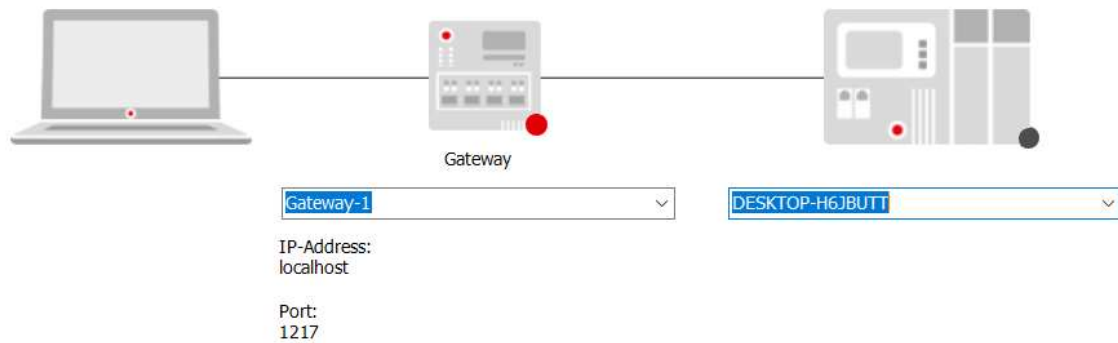 Gateway
Gateway-1
DESKTOP-H6JBUTT
IP-Address:
localhost
Port:
1217